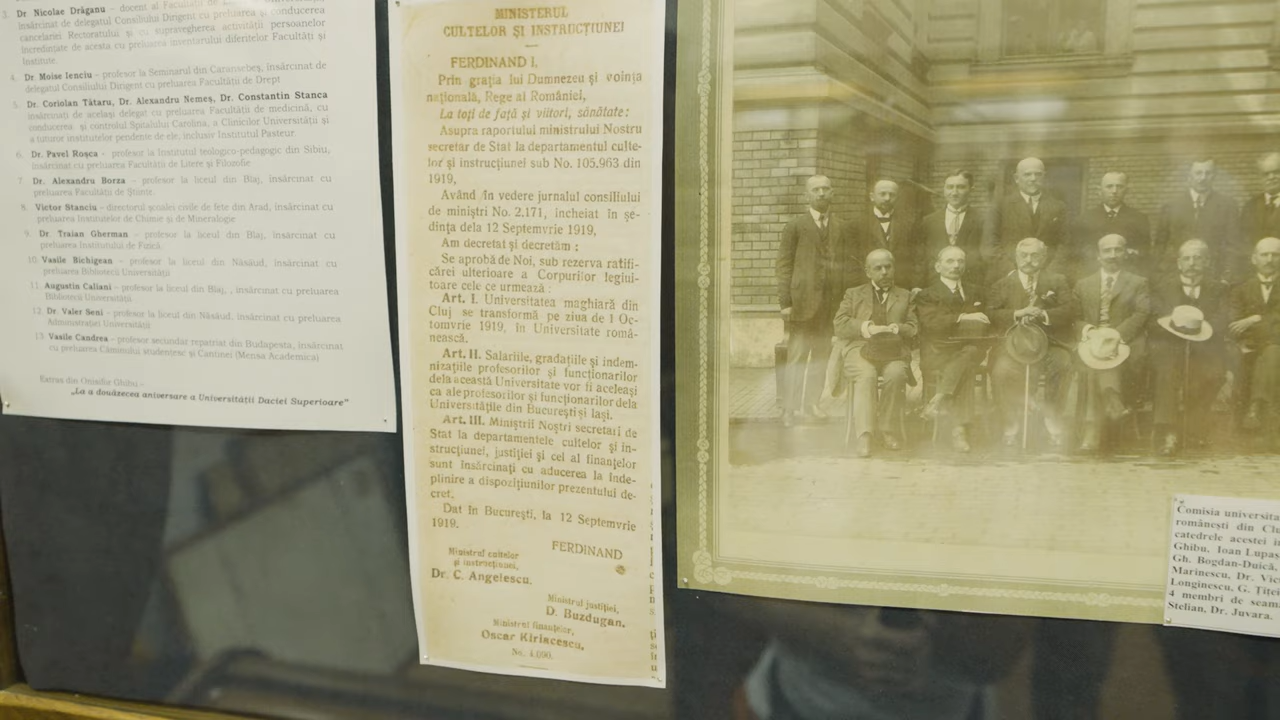 3. Dr Nicolae Drăganu - docent al Facultății de
însărcinat de delegatul Consiliului Dirigent cu preluarea și conducerea
cancelariei Rectoratului și cu supravegherea activității persoanelor
încredințate de acesta cu preluarea inventarului diferitelor Facultăți și
Institute.
4. Dr. Moise Ienciu - profesor la Seminarul din Caransebeș, însărcinat de
delegatul Consiliului Dirigent cu preluarea Facultății de Drept
5. Dr. Coriolan Tătaru, Dr. Alexandru Nemeș, Dr. Constantin Stanca
însărcinați de același delegat cu preluarea Facultății de medicină, cu
conducerea și controlul Spitalului Carolina, a Clinicilor Universității și
a tuturor institutelor pendente de ele, inclusiv Institutul Pasteur.
6. Dr. Pavel Roșca - profesor la Institutul teologico-pedagogic din Sibiu,
însărcinat cu preluarea Facultății de Litere și Filozofie
7. Dr. Alexandru Borza - profesor la liceul din Blaj, însărcinat cu
preluarea Facultății de Științe
8. Victor Stanciu - directorul școalei civile de fete din Arad, însărcinat cu
preluarea Institutelor de Chimie și de Mineralogie
9. Dr. Traian Gherman - profesor la liceul din Blaj, însărcinat cu
preluarea Institutului de Fizică
10. Vasile Bichigean - profesor la liceul din Năsăud, însărcinat cu
preluarea Bibliotecii Universității
11. Augustin Caliani - profesor la liceul din Blaj, , însărcinat cu preluarea
Bibliotecii Universității
12. Dr. Valer Seni - profesor la liceul din Năsăud, însărcinat cu preluarea
Administrației Universității
13. Vasile Candrea - profesor secundar repatriat din Budapesta, însărcinat
cu preluarea Căminului studențesc și Cantinei (Mensa Academica)
Extras din Onisifor Ghibu -
„La a douăzecea aniversare a Universității Daciei Superioare"
MINISTERUL
CULTELOR ȘI INSTRUCȚIUNEI
FERDINAND I,
Prin grația lui Dumnezeu și voința
națională, Rege al României,
La toți de față și viitori, sănătate:
Asupra raportului ministrului Nostru
secretar de Stat la departamentul culte-
lor și instrucțiunei sub No. 105.963 din
1919,
Având în vedere jurnalul consiliului
de miniștri No. 2.171, încheiat în șe-
dința dela 12 Septemvrie 1919,
Am decretat și decretăm :
Se aprobă de Noi, sub rezerva ratifi-
cărei ulterioare a Corpurilor legiui-
toare cele ce urmează :
Art. I. Universitatea maghiară din
Cluj se transformă pe ziua de 1 Oc-
tomvrie 1919, în Universitate româ-
nească.
Art. II. Salariile, gradațiile și indem-
nizațiile profesorilor și funcționarilor
dela această Universitate vor fi aceleași
ca ale profesorilor și funcționarilor dela
Universitățile din București și Iași.
Art. III. Miniștrii Noștri secretari de
Stat la departamentele cultelor și in-
strucțiunei, justiției și cel al finanțelor
sunt însărcinați cu aducerea la înde-
plinire a dispozițiunilor prezentului de-
cret.
Dat în București, la 12 Septemvrie
1919.
FERDINAND
Ministrul cultelor
și instrucțiunei,
Dr. C. Angelescu.
Ministrul justiției,
D. Buzdugan.
Ministrul finanțelor,
Oscar Kiriacescu.
No. 4.090.
Comisia universita
românești din Clu
catedrele acestei în
Ghibu, Ioan Lupaș
Gh. Bogdan-Duică,
Marinescu, Dr. Vic
Longinescu, G. Țiței
4 membri de seam
Stelian, Dr. Juvara.